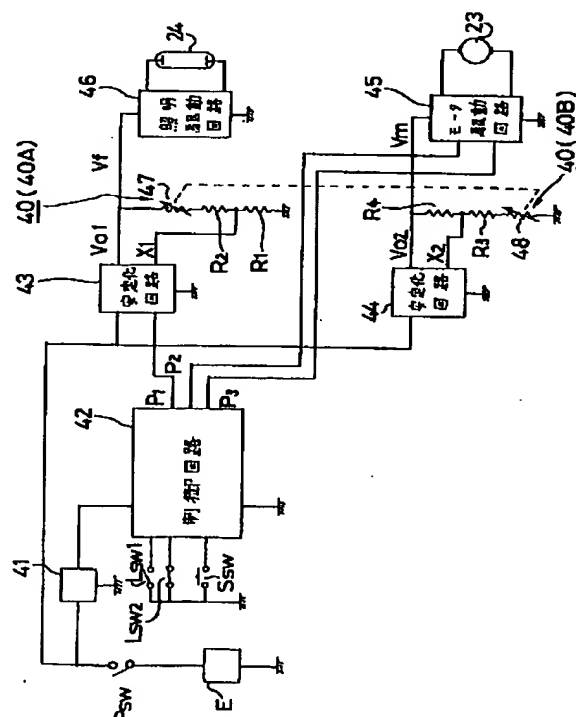 24
46
照明
駆動
回路
Vf
40(40A)
47
Vo1
43
安定化
回路
X1
R2
R1
23
45
モータ
駆動
回路
Vm
40(40B)
R4
Vo2
X2
R3
48
44
安定化
回路
P1
P2
P3
42
制御回路
41
LSW1
LSW2
SSW
PSW
E